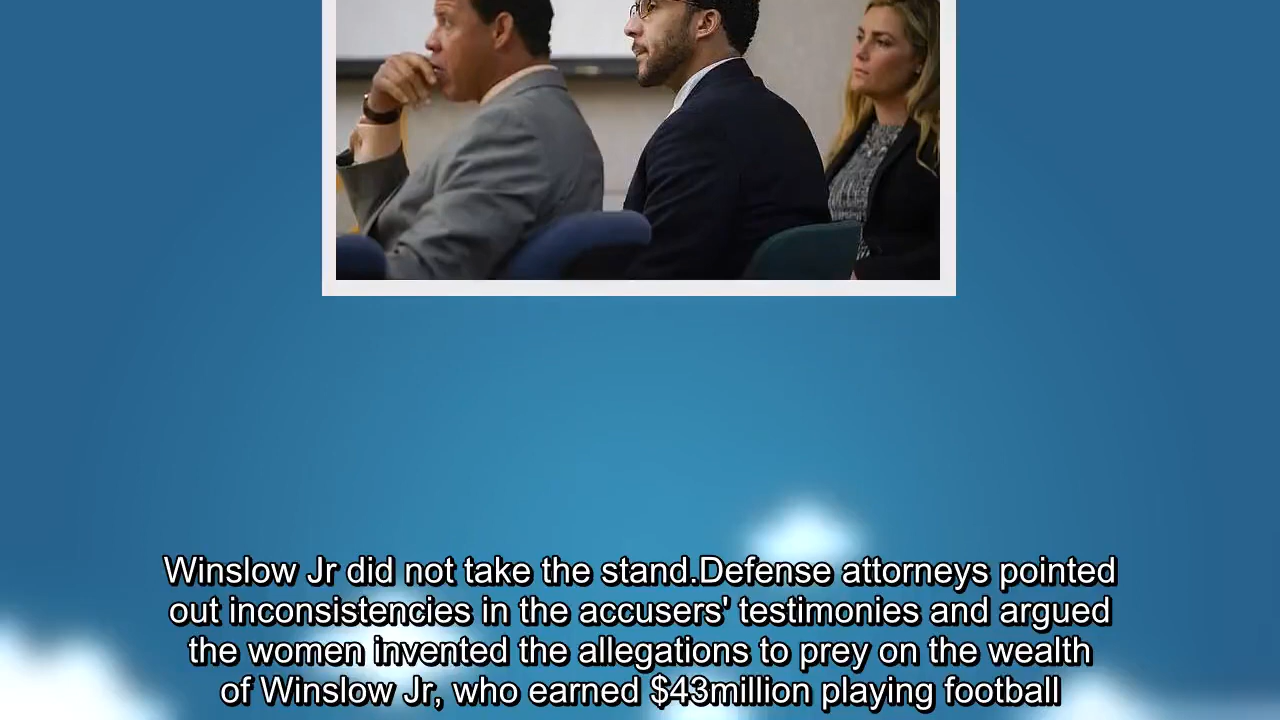 Winslow Jr did not take the stand.Defense attorneys pointed
out inconsistencies in the accusers' testimonies and argued
the women invented the allegations to prey on the wealth
of Winslow Jr, who earned $43million playing football